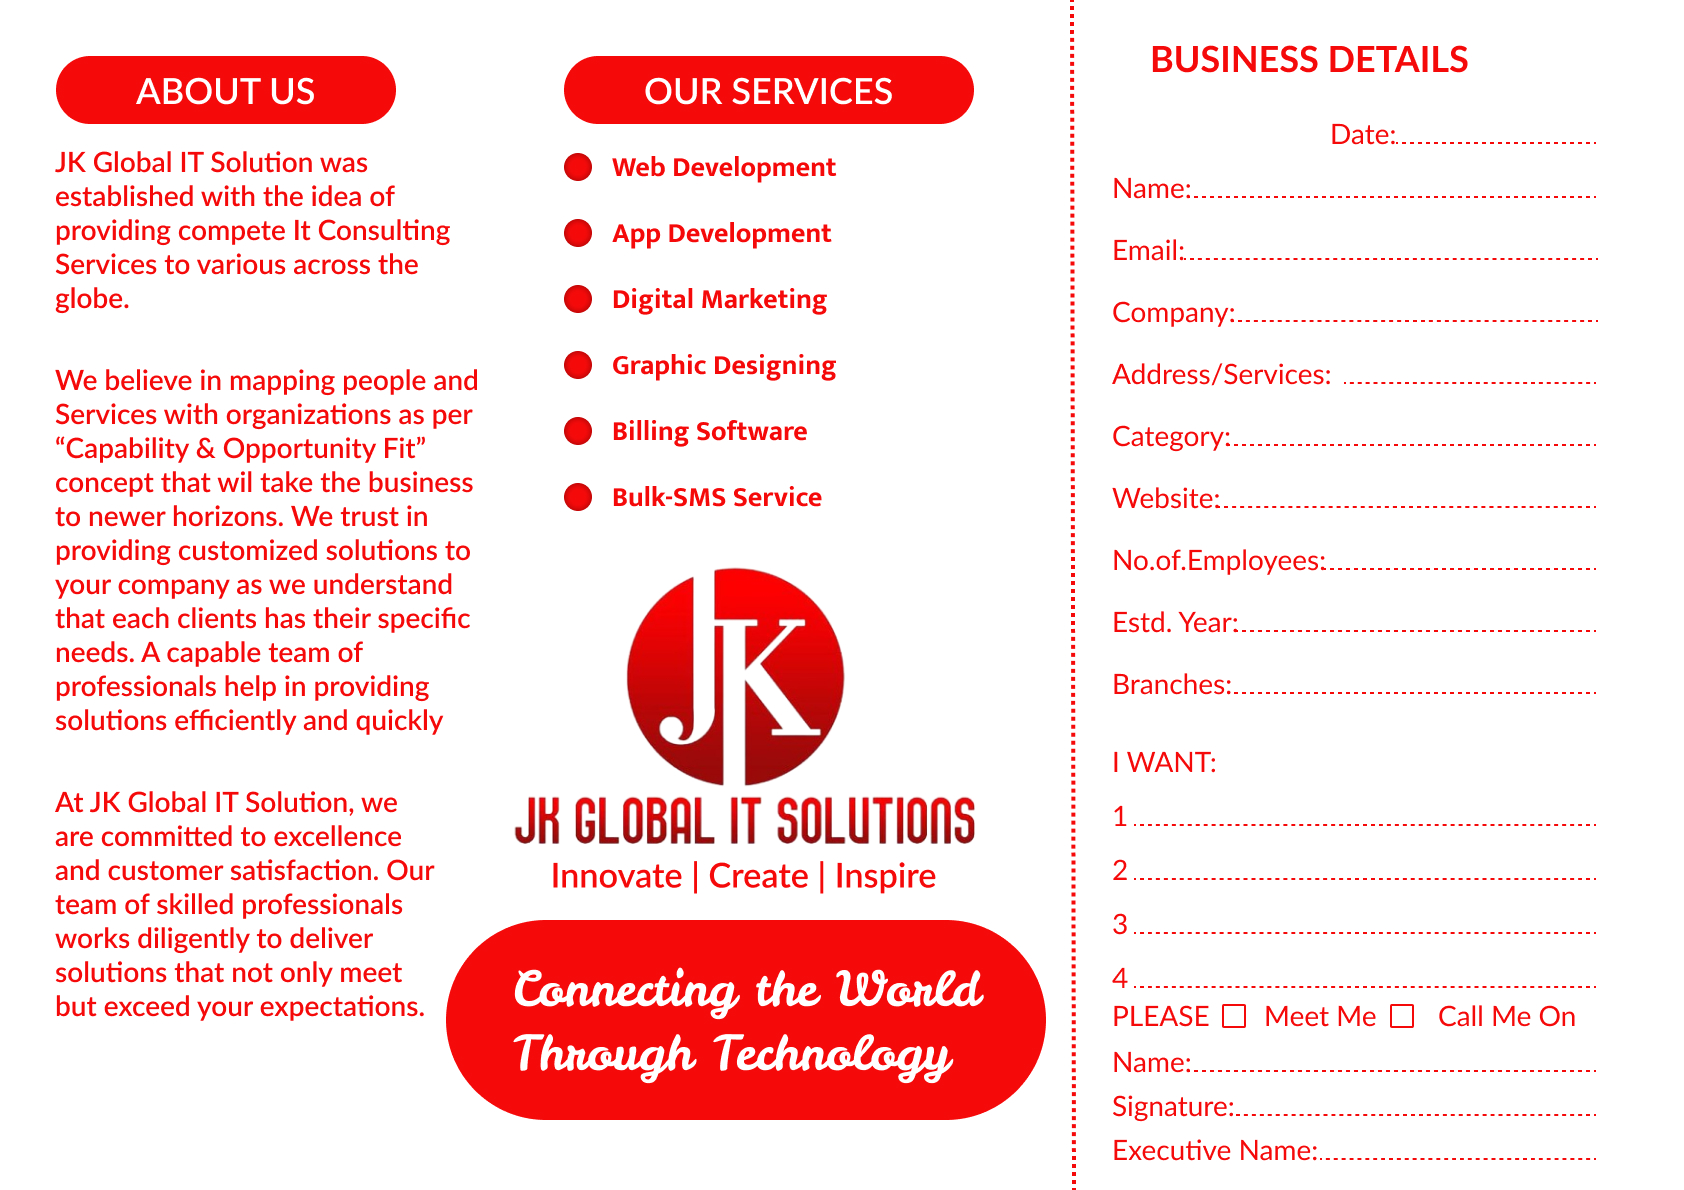 ABOUT US
JK Global IT Solution was
established with the idea of
providing compete It Consulting
Services to various across the
globe.
We believe in mapping people and
Services with organizations as per
“Capability & Opportunity Fit”
concept that wil take the business
to newer horizons. We trust in
providing customized solutions to
your company as we understand
that each clients has their specific
needs. A capable team of
professionals help in providing
solutions efficiently and quickly
At JK Global IT Solution, we
are committed to excellence
and customer satisfaction. Our
team of skilled professionals
works diligently to deliver
solutions that not only meet
but exceed your expectations.
OUR SERVICES
Web Development
App Development
Digital Marketing
Graphic Designing
Billing Software
Bulk-SMS Service
JK
JK GLOBAL IT SOLUTIONS
Innovate | Create | Inspire
Connecting the World
Through Technology
BUSINESS DETAILS
Date:
Name:
Email:
Company:
Address/Services:
Category:
Website:
No.of.Employees:
Estd. Year:
Branches:
I WANT:
1
2
3
4
PLEASE Meet Me Call Me On
Name:
Signature:
Executive Name: